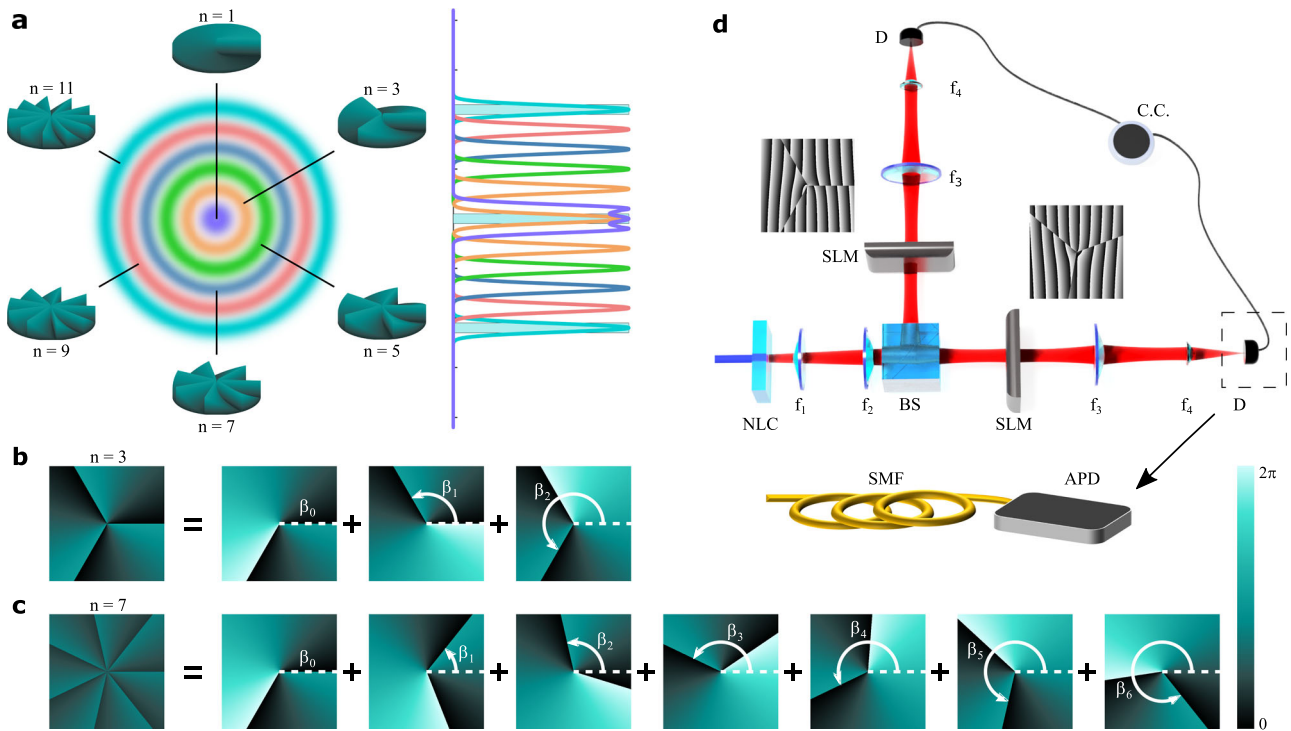 a
n = 1
n = 11
n = 3
n = 9
n = 5
n = 7
d
D
f4
C.C.
f3
SLM
NLC
f1
f2
BS
SLM
f3
f4
D
SMF
APD
2π
0
b
n = 3
=
β0
+
β1
+
β2
c
n = 7
=
β0
+
β1
+
β2
+
β3
+
β4
+
β5
+
β6